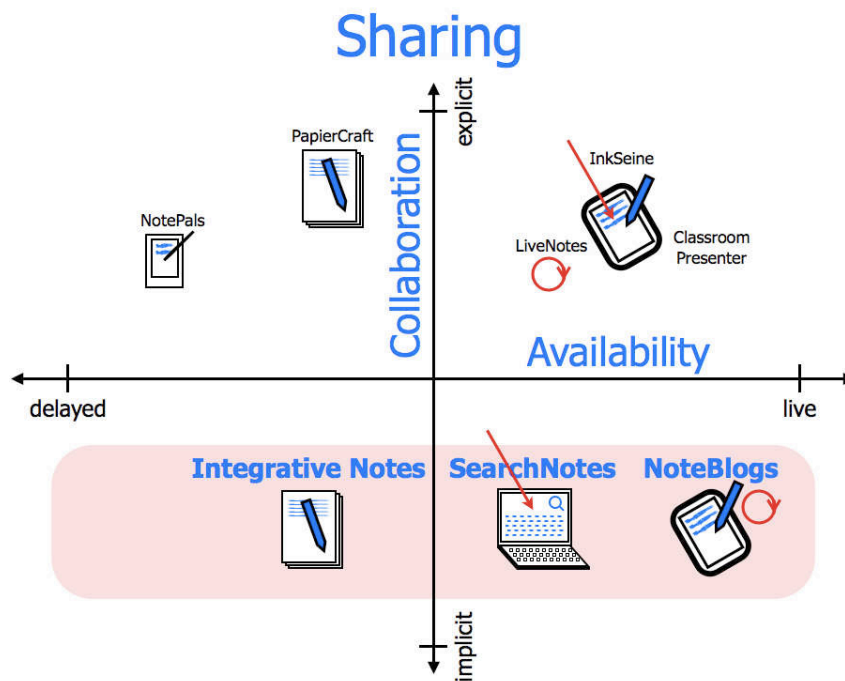 Sharing
explicit
Collaboration
PapierCraft
InkSeine
NotePals
LiveNotes
Classroom
Presenter
Availability
delayed
live
Integrative Notes
SearchNotes
NoteBlogs
implicit